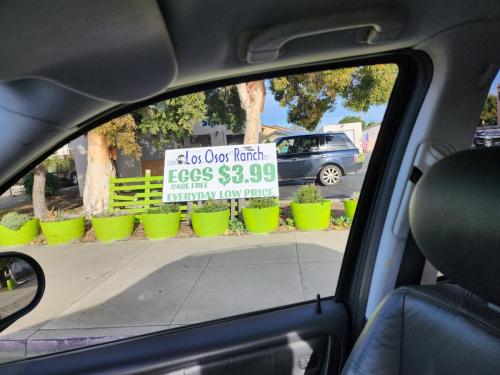 Los Osos Ranch
EGGS $3.99
CAGE FREE
EVERYDAY LOW PRICE